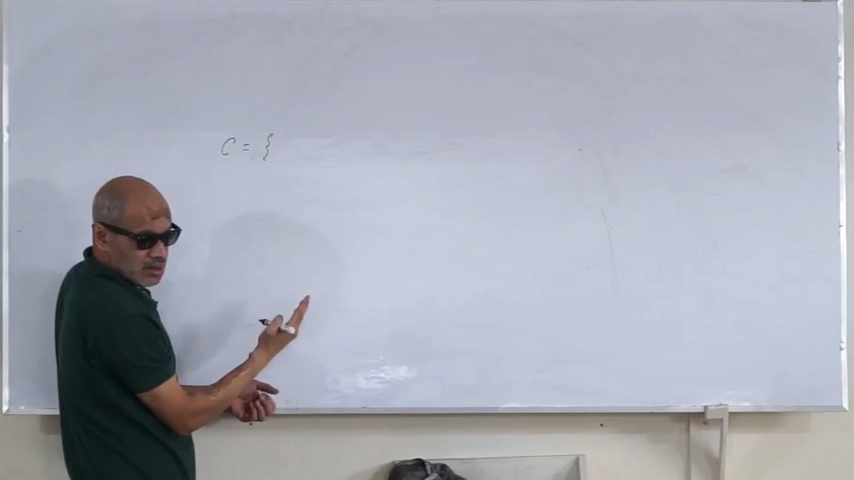 C = {